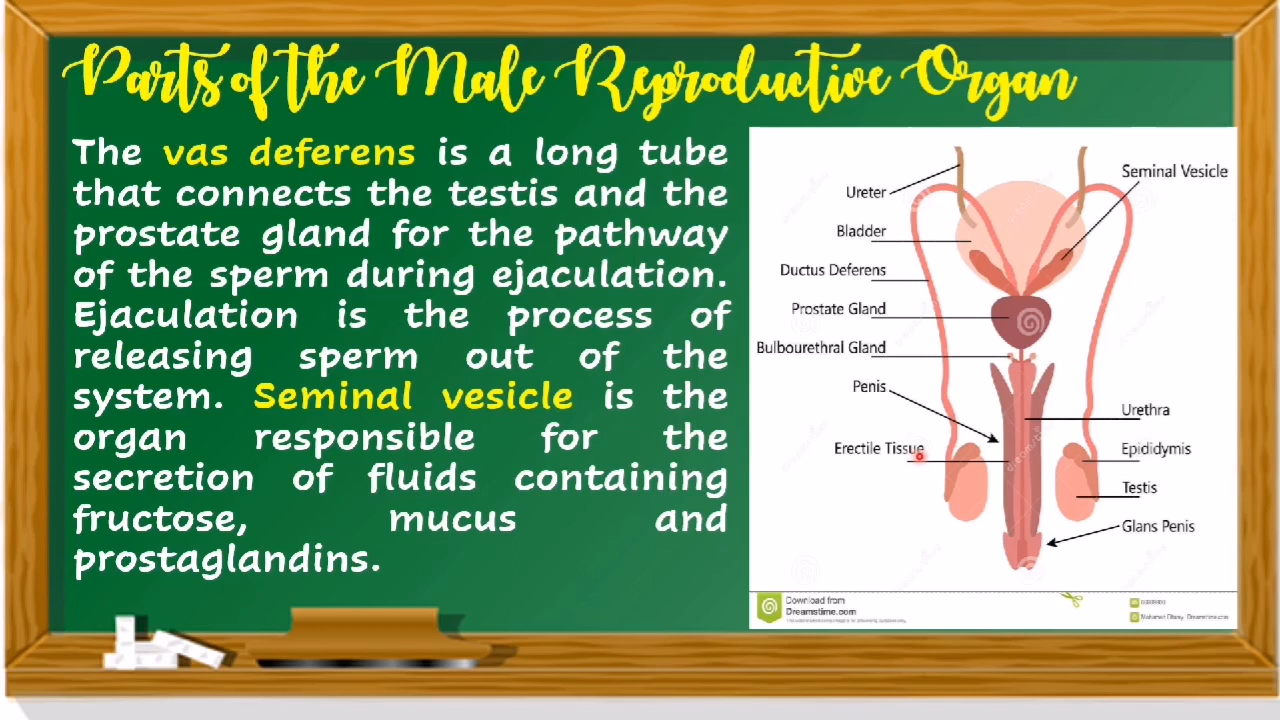 Parts of the Male Reproductive Organ
The vas deferens is a long tube
that connects the testis and the
prostate gland for the pathway
of the sperm during ejaculation.
Ejaculation is the process of
releasing sperm out of the
system. Seminal vesicle is the
organ responsible for the
secretion of fluids containing
fructose, mucus and
prostaglandins.
Seminal Vesicle
Ureter
Bladder
Ductus Deferens
Prostate Gland
Bulbourethral Gland
Penis
Urethra
Erectile Tissue
Epididymis
Testis
Glans Penis
Download from
Dreamstime.com